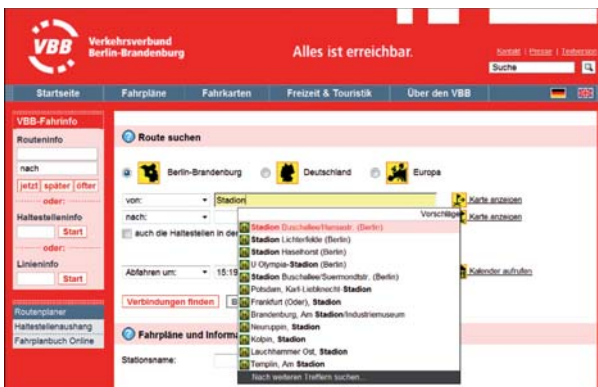 VBB
Verkehrsverbund
Berlin-Brandenburg
Alles ist erreichbar.
Kontakt | Presse | Textversion
Suche
Startseite
Fahrpläne
Fahrkarten
Freizeit & Touristik
Über den VBB
VBB-Fahrinfo
Routeninfo
nach
jetzt später öfter
oder:
Haltestelleninfo
Start
oder:
Linieninfo
Start
Routenplaner
Haltestellenaushang
Fahrplanbuch Online
Route suchen
Berlin-Brandenburg
Deutschland
Europa
von:
Stadion
Karte anzeigen
nach:
Vorschläge
Karte anzeigen
auch die Haltestellen in der
Abfahren um:
15:19
Kalender aufrufen
Verbindungen finden
Stadion Buschallee/Hansastr. (Berlin)
Stadion Lichterfelde (Berlin)
Stadion Haselhorst (Berlin)
U Olympia-Stadion (Berlin)
Stadion Buschallee/Suermondtstr. (Berlin)
Potsdam, Karl-Liebknecht-Stadion
Frankfurt (Oder), Stadion
Brandenburg, Am Stadion/Industriemuseum
Neuruppin, Stadion
Kolpin, Stadion
Lauchhammer Ost, Stadion
Templin, Am Stadion
Nach weiteren Treffern suchen...
Fahrpläne und Informa
Stationsname: